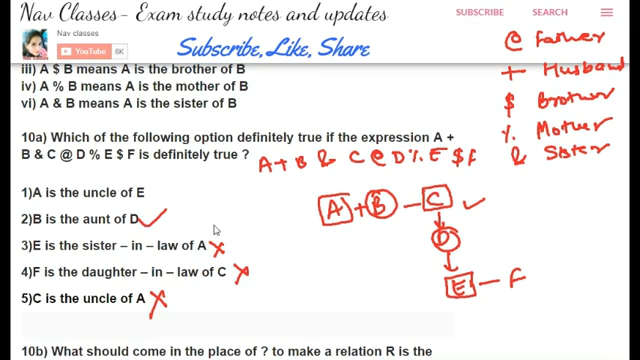 Nav Classes- Exam study notes and updates
SUBSCRIBE
SEARCH
Nav classes
YouTube 6K
Subscribe, Like, Share
@ Father
+ Husband
$ Brother
% Mother
& Sister
iii) A $ B means A is the brother of B
iv) A % B means A is the mother of B
vi) A & B means A is the sister of B
10a) Which of the following option definitely true if the expression A +
B & C @ D % E $ F is definitely true ?
A + B & C @ D % E $ F
1)A is the uncle of E
2)B is the aunt of D
3)E is the sister – in – law of A
4)F is the daughter – in – law of C
5)C is the uncle of A
A + B – C
D
E – F
10b) What should come in the place of ? to make a relation R is the